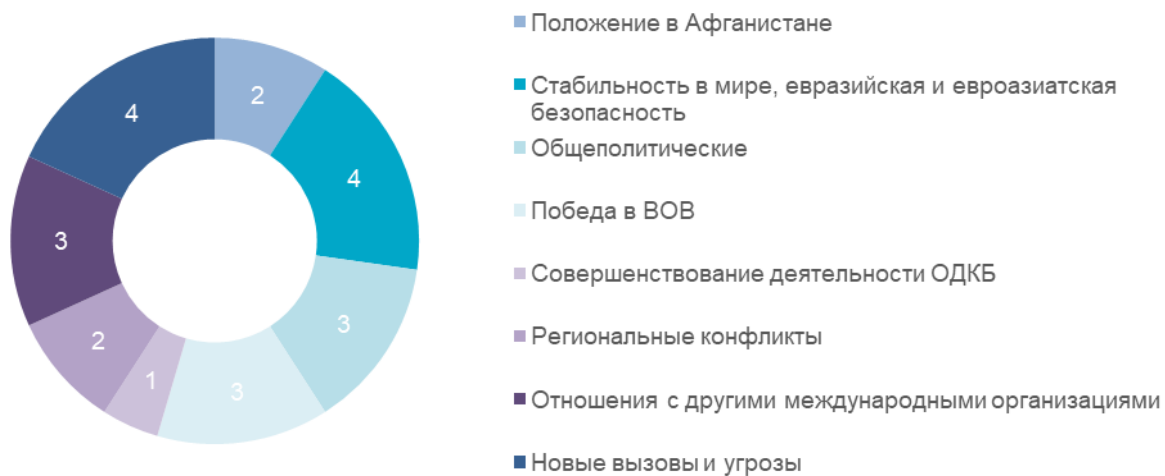 Положение в Афганистане
Стабильность в мире, евразийская и евроазиатская
безопасность
Общеполитические
Победа в ВОВ
Совершенствование деятельности ОДКБ
Региональные конфликты
Отношения с другими международными организациями
Новые вызовы и угрозы
2
4
3
3
1
2
3
4